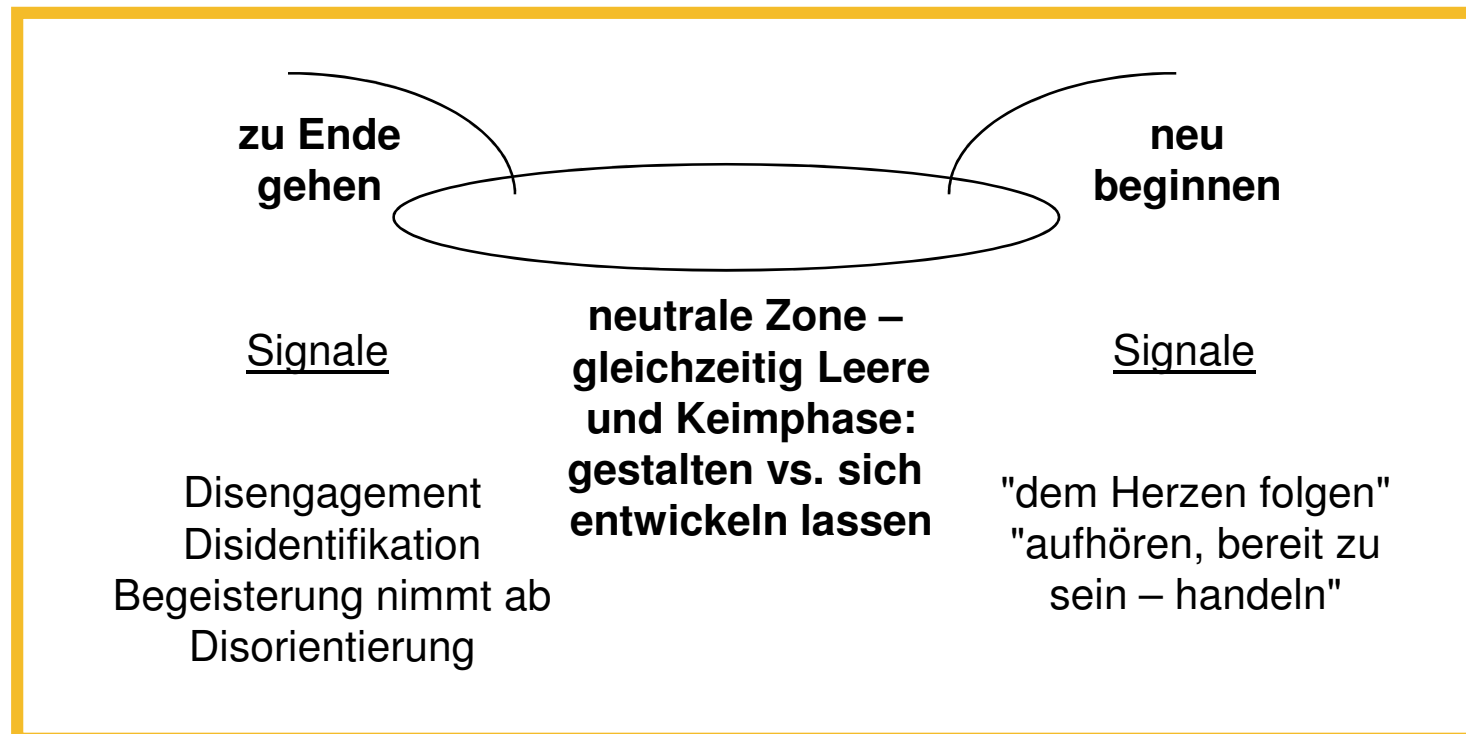 zu Ende
gehen
neu
beginnen
Signale
Disengagement
Disidentifikation
Begeisterung nimmt ab
Disorientierung
neutrale Zone –
gleichzeitig Leere
und Keimphase:
gestalten vs. sich
entwickeln lassen
Signale
"dem Herzen folgen"
"aufhören, bereit zu
sein – handeln"